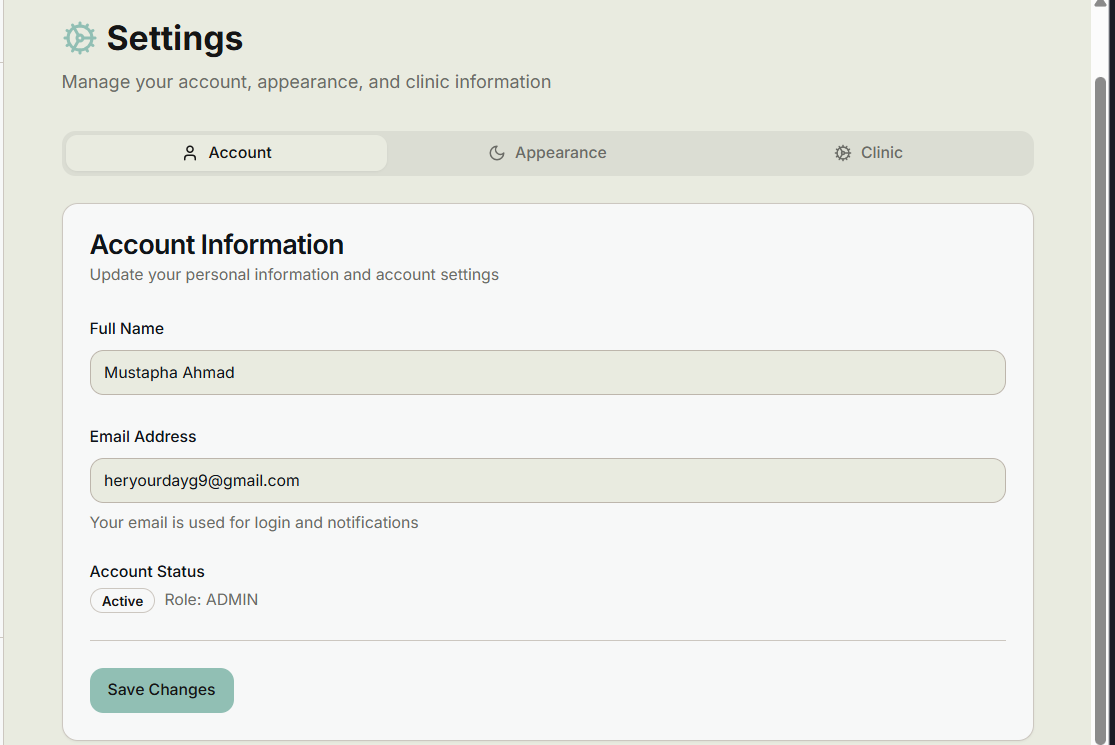 Settings
Manage your account, appearance, and clinic information
Account
Appearance
Clinic
Account Information
Update your personal information and account settings
Full Name
Mustapha Ahmad
Email Address
heryourdayg9@gmail.com
Your email is used for login and notifications
Account Status
Active Role: ADMIN
Save Changes